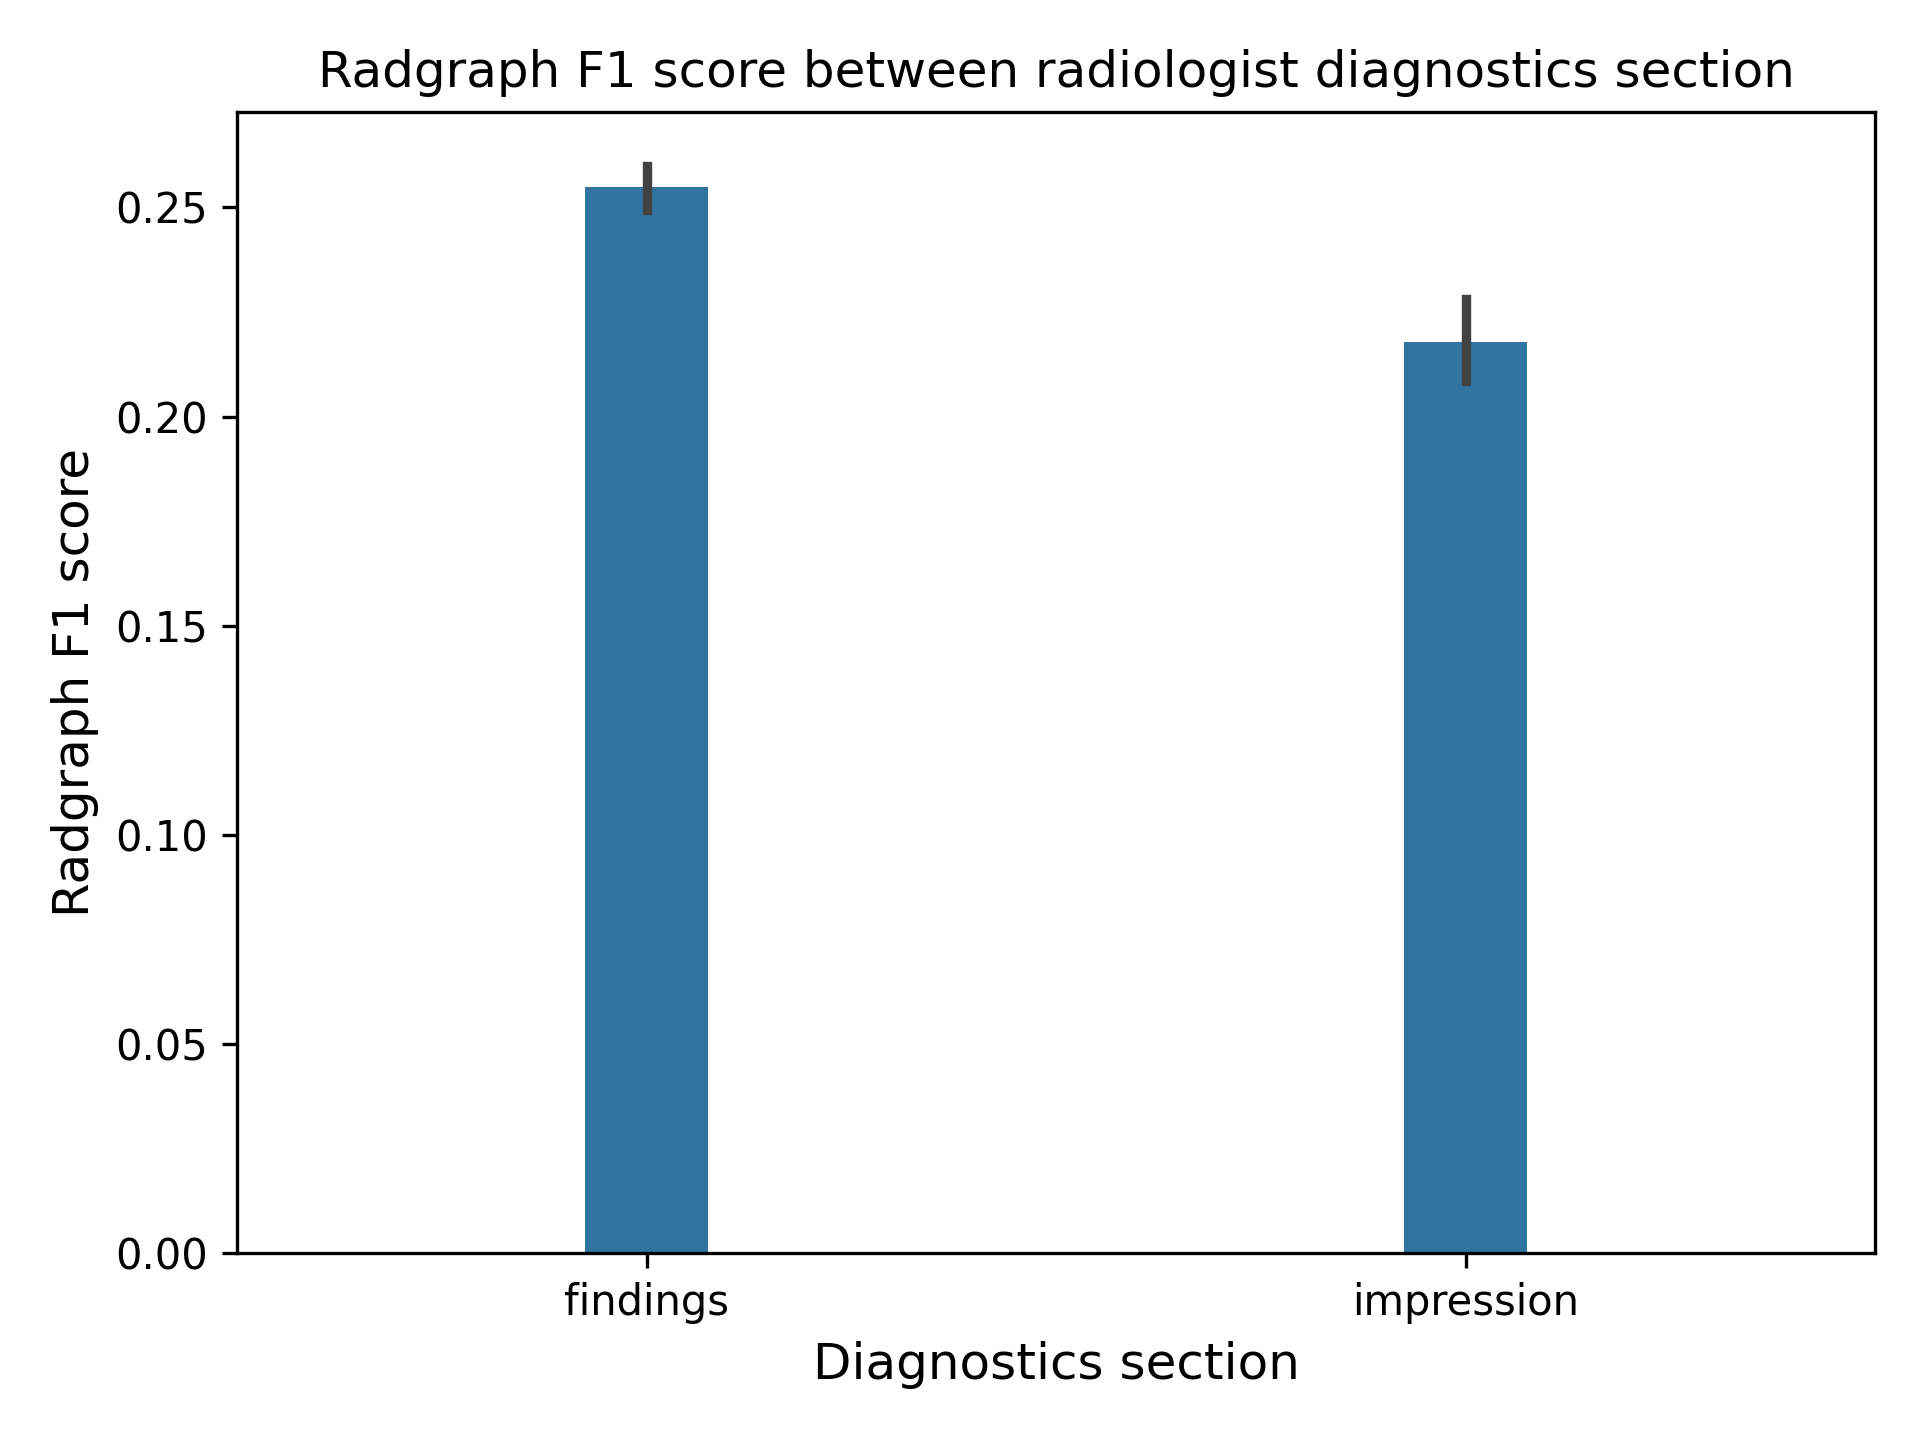 Radgraph F1 score between radiologist diagnostics section
Radgraph F1 score
0.25
0.20
0.15
0.10
0.05
0.00
findings
impression
Diagnostics section